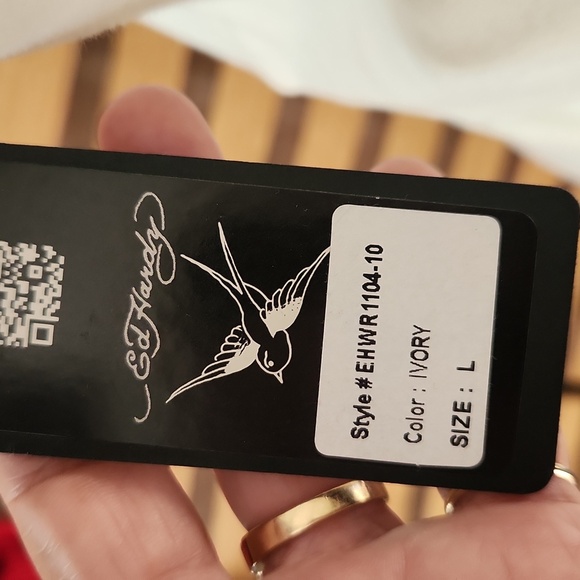 Ed Hardy
Style # EHWR1104-10
Color : IVORY
SIZE : L